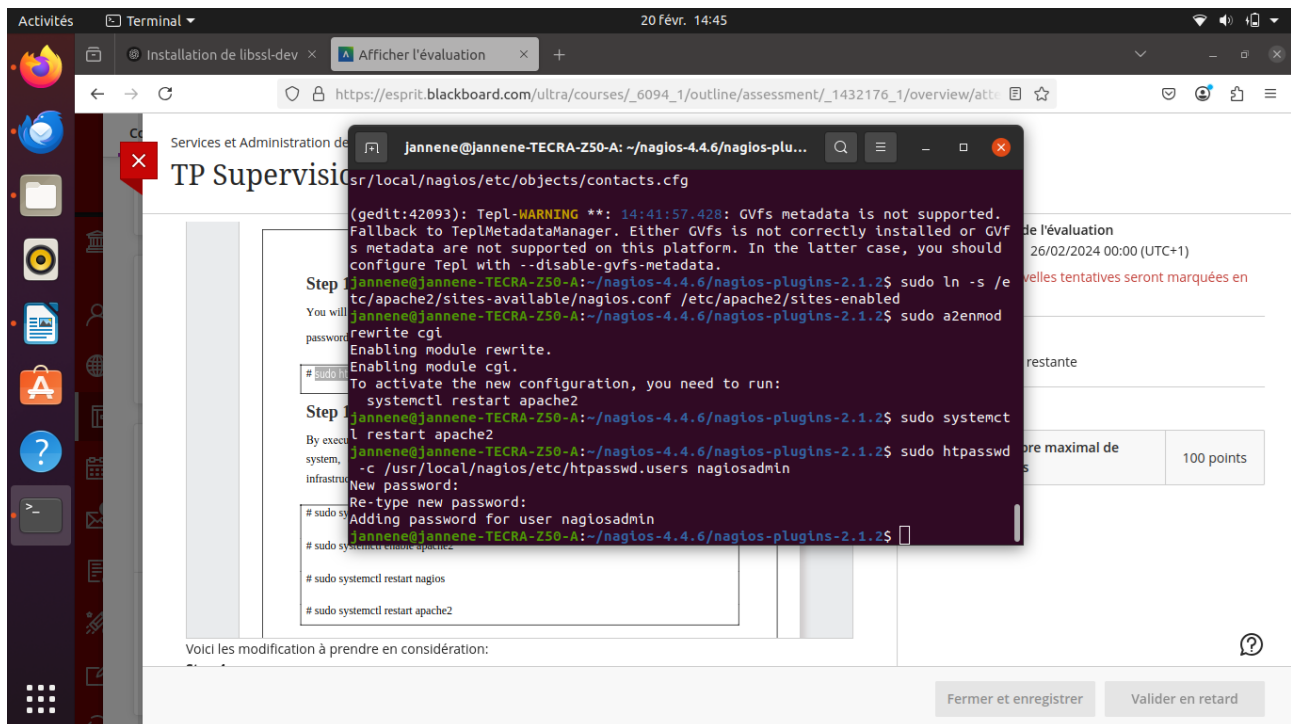 Activités
Terminal
20 févr. 14:45
Installation de libssl-dev
Afficher l'évaluation
https://esprit.blackboard.com/ultra/courses/_6094_1/outline/assessment/_1432176_1/overview/atte
Services et Administration de
TP Supervisio
jannene@jannene-TECRA-Z50-A: ~/nagios-4.4.6/nagios-plu...
sr/local/nagios/etc/objects/contacts.cfg
(gedit:42093): Tepl-WARNING **: 14:41:57.428: GVfs metadata is not supported.
Fallback to TeplMetadataManager. Either GVfs is not correctly installed or GVf
s metadata are not supported on this platform. In the latter case, you should
configure Tepl with --disable-gvfs-metadata.
jannene@jannene-TECRA-Z50-A:~/nagios-4.4.6/nagios-plugins-2.1.2$ sudo ln -s /e
tc/apache2/sites-available/nagios.conf /etc/apache2/sites-enabled
jannene@jannene-TECRA-Z50-A:~/nagios-4.4.6/nagios-plugins-2.1.2$ sudo a2enmod
rewrite cgi
Enabling module rewrite.
Enabling module cgi.
To activate the new configuration, you need to run:
systemctl restart apache2
jannene@jannene-TECRA-Z50-A:~/nagios-4.4.6/nagios-plugins-2.1.2$ sudo systemct
l restart apache2
jannene@jannene-TECRA-Z50-A:~/nagios-4.4.6/nagios-plugins-2.1.2$ sudo htpasswd
-c /usr/local/nagios/etc/htpasswd.users nagiosadmin
New password:
Re-type new password:
Adding password for user nagiosadmin
jannene@jannene-TECRA-Z50-A:~/nagios-4.4.6/nagios-plugins-2.1.2$
Step 1
You will
password
# sudo ht
Step 1
By execu
system,
infrastruc
# sudo sy
# sudo systemctl enable apache2
# sudo systemctl restart nagios
# sudo systemctl restart apache2
Voici les modification à prendre en considération:
de l'évaluation
26/02/2024 00:00 (UTC+1)
velles tentatives seront marquées en
restante
bre maximal de
s
100 points
Fermer et enregistrer
Valider en retard